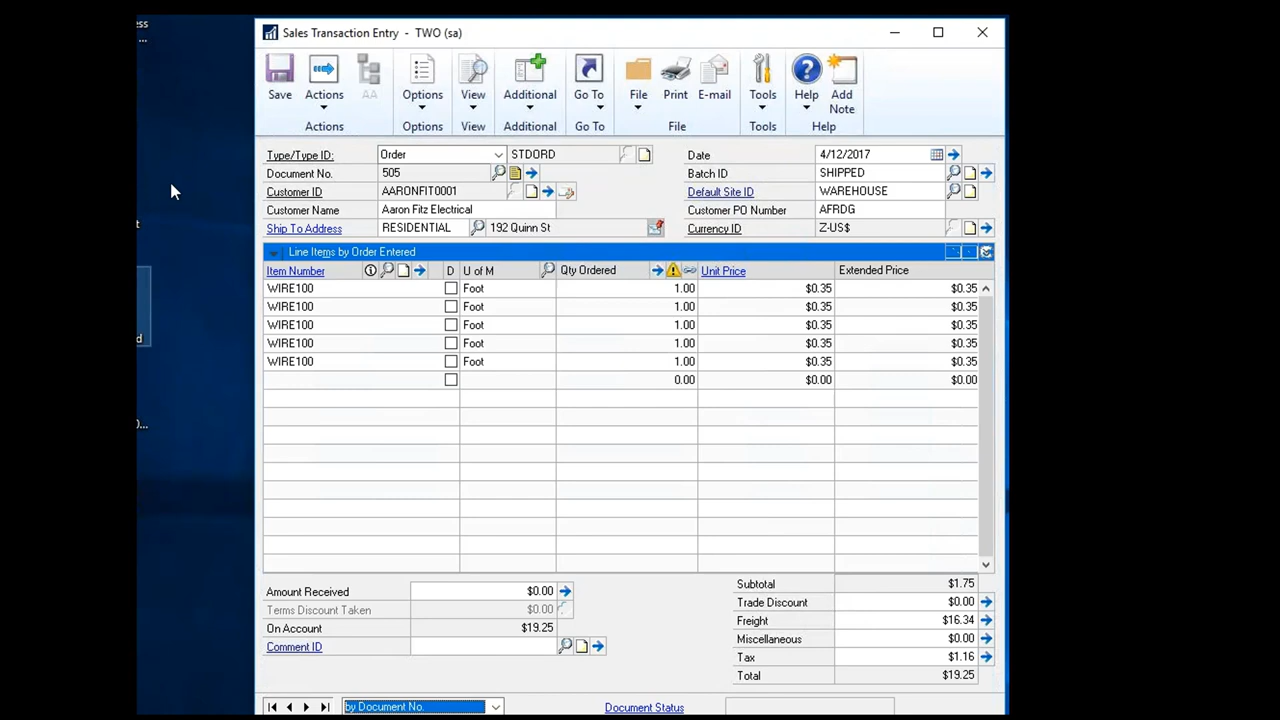 ess
...
Sales Transaction Entry - TWO (sa)
Save Actions AA Options View Additional Go To File Print E-mail Tools Help Add Note
Actions Options View Additional Go To File Tools Help
Type/Type ID: Order STDORD Date 4/12/2017
Document No. 505 Batch ID SHIPPED
Customer ID AARONFIT0001 Default Site ID WAREHOUSE
Customer Name Aaron Fitz Electrical Customer PO Number AFRDG
Ship To Address RESIDENTIAL 192 Quinn St Currency ID Z-US$
t
Line Items by Order Entered
Item Number D U of M Qty Ordered Unit Price Extended Price
WIRE100 Foot 1.00 $0.35 $0.35
WIRE100 Foot 1.00 $0.35 $0.35
WIRE100 Foot 1.00 $0.35 $0.35
d
WIRE100 Foot 1.00 $0.35 $0.35
WIRE100 Foot 1.00 $0.35 $0.35
0.00 $0.00 $0.00
0...
Amount Received $0.00
Terms Discount Taken $0.00
On Account $19.25
Comment ID
Subtotal $1.75
Trade Discount $0.00
Freight $16.34
Miscellaneous $0.00
Tax $1.16
Total $19.25
by Document No. Document Status